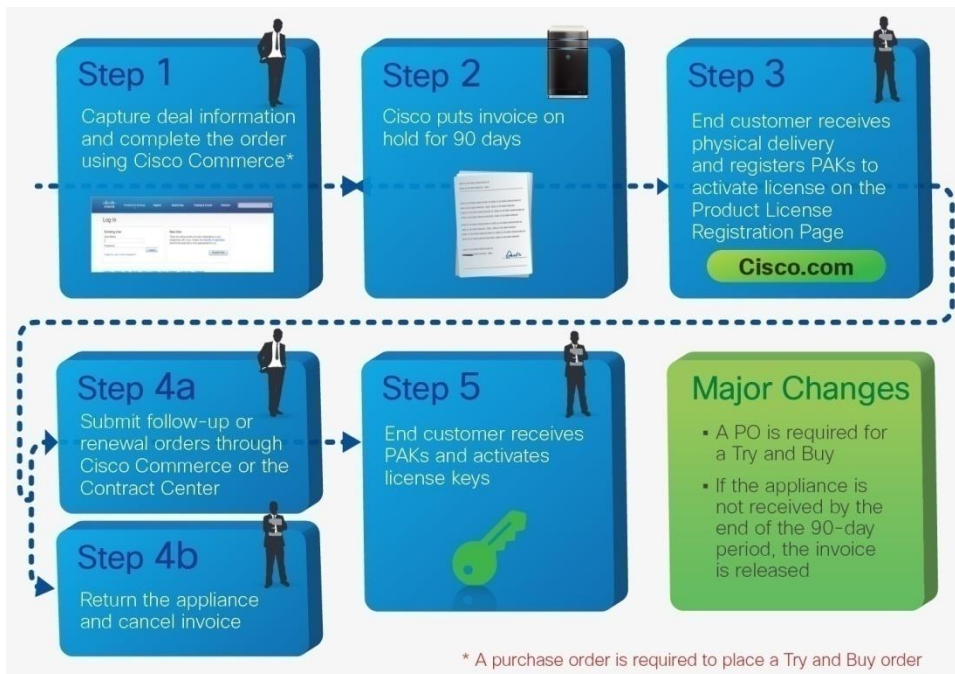 Step 1
Capture deal information
and complete the order
using Cisco Commerce*
Log In
Step 2
Cisco puts invoice on
hold for 90 days
Step 3
End customer receives
physical delivery
and registers PAKs to
activate license on the
Product License
Registration Page
Cisco.com
Step 4a
Submit follow-up or
renewal orders through
Cisco Commerce or the
Contract Center
Step 4b
Return the appliance
and cancel invoice
Step 5
End customer receives
PAKs and activates
license keys
Major Changes
▪ A PO is required for
a Try and Buy
▪ If the appliance is
not received by the
end of the 90-day
period, the invoice
is released
* A purchase order is required to place a Try and Buy order